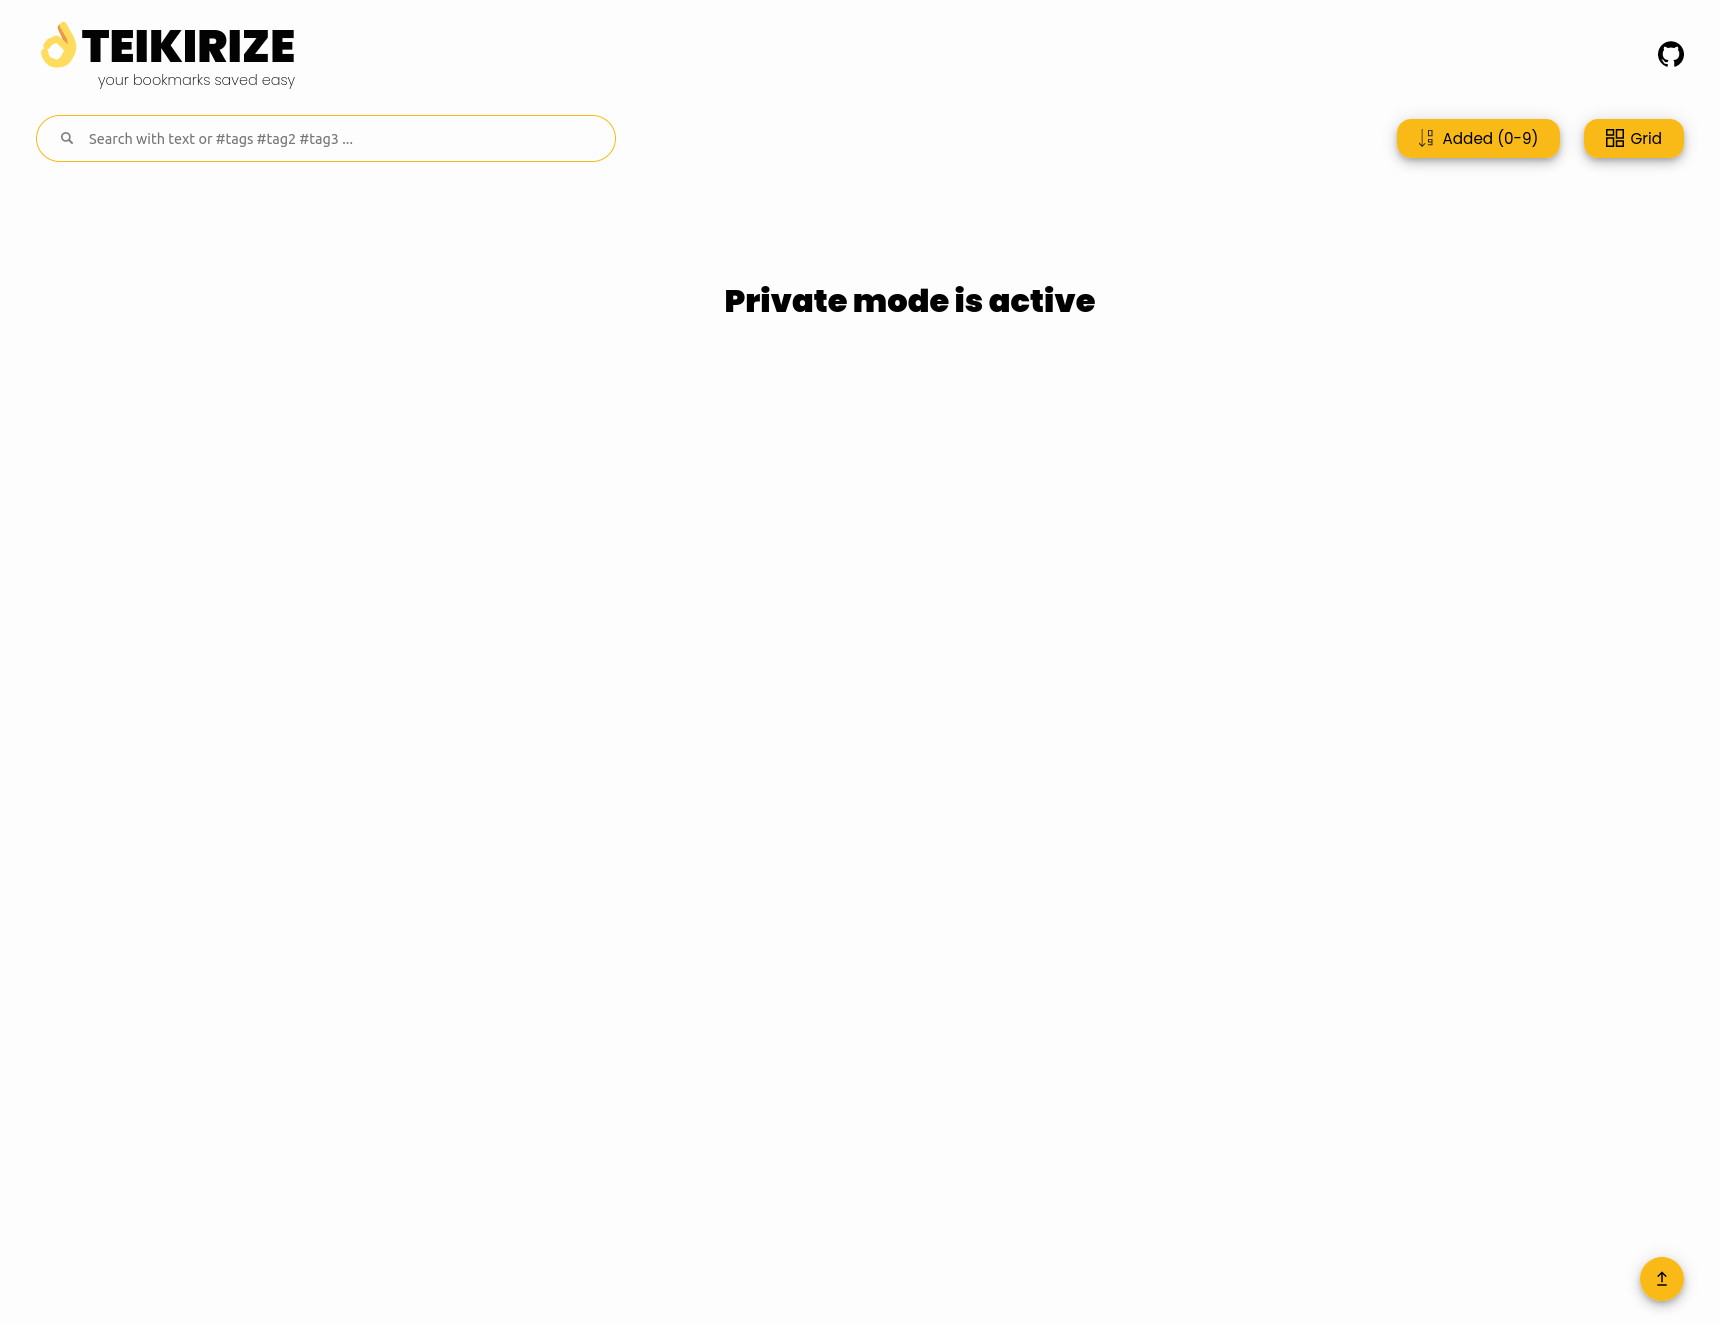 TEIKIRIZE
your bookmarks saved easy
Search with text or #tags #tag2 #tag3 ...
Added (0-9)
Grid
Private mode is active